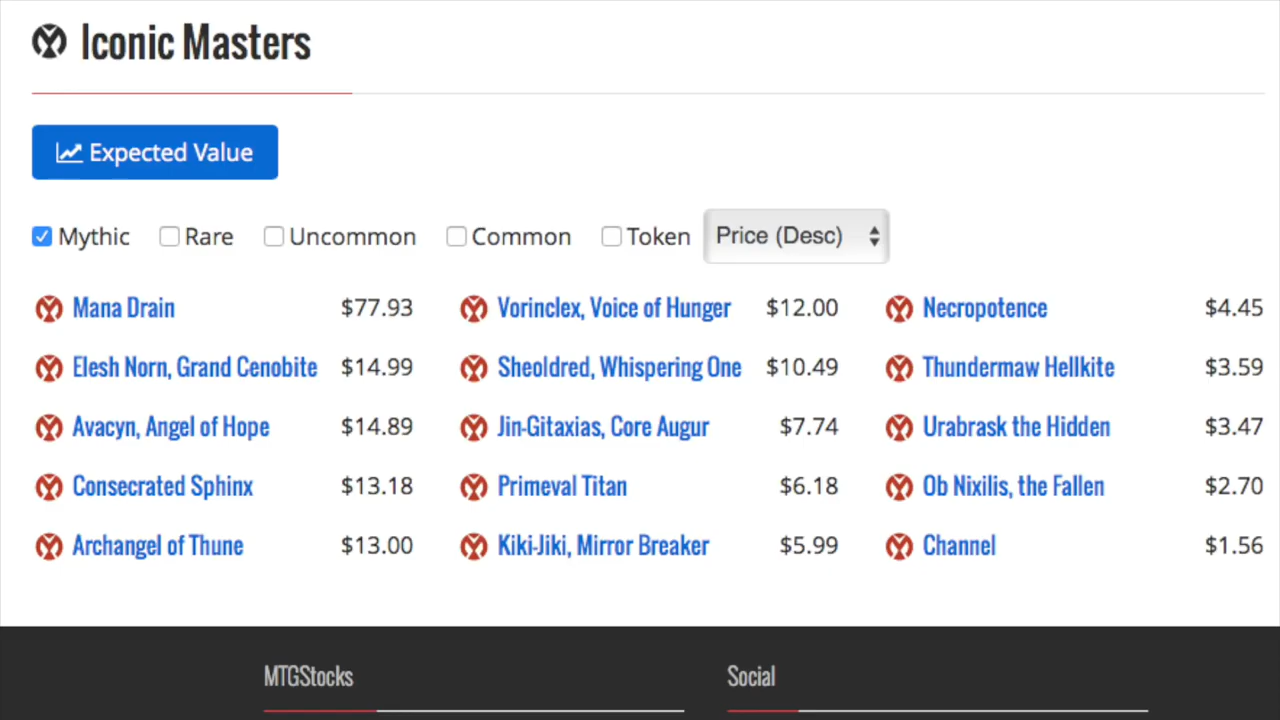 Iconic Masters
Expected Value
Mythic Rare Uncommon Common Token Price (Desc)
Mana Drain $77.93
Elesh Norn, Grand Cenobite $14.99
Avacyn, Angel of Hope $14.89
Consecrated Sphinx $13.18
Archangel of Thune $13.00
Vorinclex, Voice of Hunger $12.00
Sheoldred, Whispering One $10.49
Jin-Gitaxias, Core Augur $7.74
Primeval Titan $6.18
Kiki-Jiki, Mirror Breaker $5.99
Necropotence $4.45
Thundermaw Hellkite $3.59
Urabrask the Hidden $3.47
Ob Nixilis, the Fallen $2.70
Channel $1.56
MTGStocks
Social